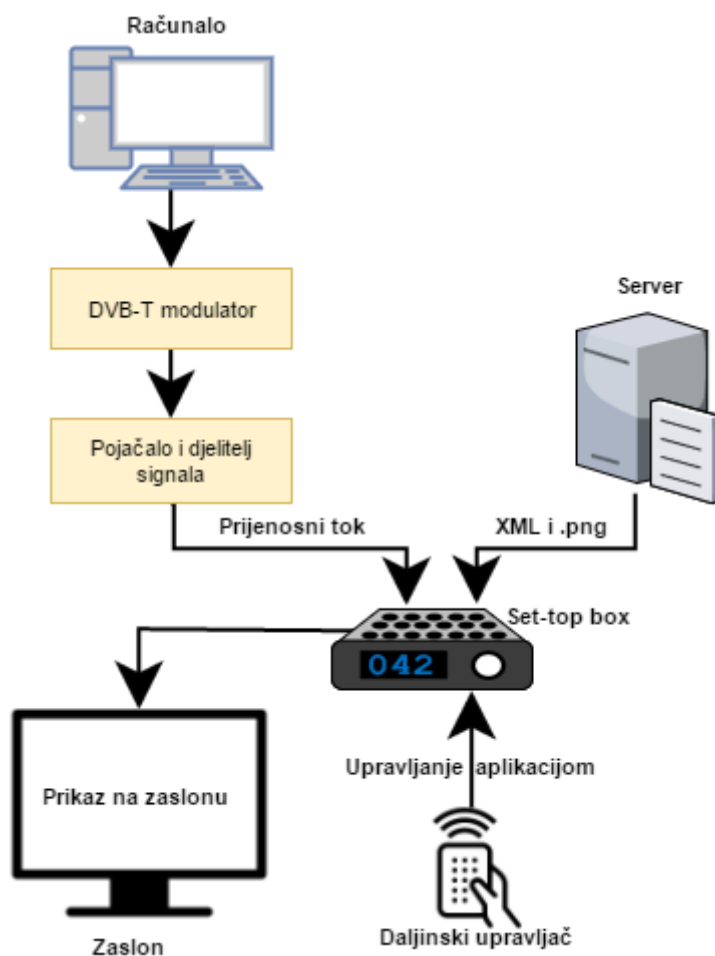 Računalo
DVB-T modulator
Server
Pojačalo i djelitelj
signala
Prijenosni tok
XML i .png
Set-top box
042
Upravljanje aplikacijom
Prikaz na zaslonu
Daljinski upravljač
Zaslon